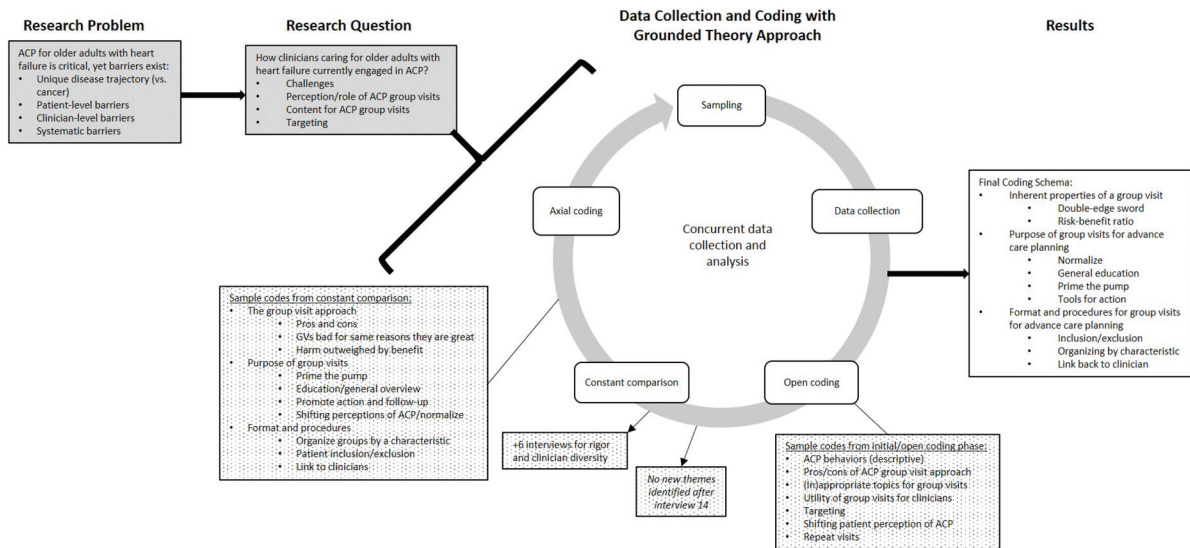 Research Problem
ACP for older adults with heart
failure is critical, yet barriers exist:
• Unique disease trajectory (vs.
cancer)
• Patient-level barriers
• Clinician-level barriers
• Systematic barriers
Research Question
How clinicians caring for older adults with
heart failure currently engaged in ACP?
• Challenges
• Perception/role of ACP group visits
• Content for ACP group visits
• Targeting
Data Collection and Coding with
Grounded Theory Approach
Sampling
Data collection
Open coding
Constant comparison
Axial coding
Concurrent data
collection and
analysis
Sample codes from constant comparison:
• The group visit approach
• Pros and cons
• GVs bad for same reasons they are great
• Harm outweighed by benefit
• Purpose of group visits
• Prime the pump
• Education/general overview
• Promote action and follow-up
• Shifting perceptions of ACP/normalize
• Format and procedures
• Organize groups by a characteristic
• Patient inclusion/exclusion
• Link to clinicians
+6 interviews for rigor
and clinician diversity
No new themes
identified after
interview 14
Sample codes from initial/open coding phase:
• ACP behaviors (descriptive)
• Pros/cons of ACP group visit approach
• (In)appropriate topics for group visits
• Utility of group visits for clinicians
• Targeting
• Shifting patient perception of ACP
• Repeat visits
Results
Final Coding Schema:
• Inherent properties of a group visit
• Double-edge sword
• Risk-benefit ratio
• Purpose of group visits for advance
care planning
• Normalize
• General education
• Prime the pump
• Tools for action
• Format and procedures for group visits
for advance care planning
• Inclusion/exclusion
• Organizing by characteristic
• Link back to clinician